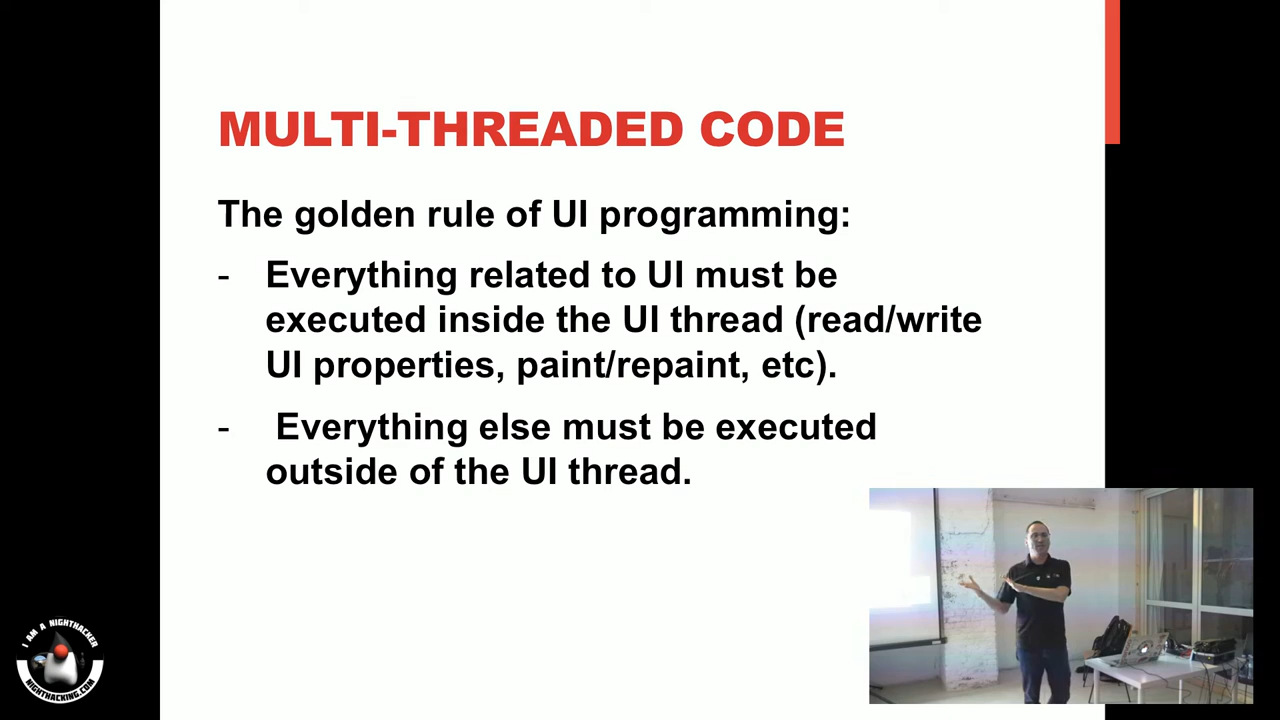 MULTI-THREADED CODE
The golden rule of UI programming:
- Everything related to UI must be
executed inside the UI thread (read/write
UI properties, paint/repaint, etc).
- Everything else must be executed
outside of the UI thread.
I AM A NIGHTHACKER
NIGHTHACKING.COM